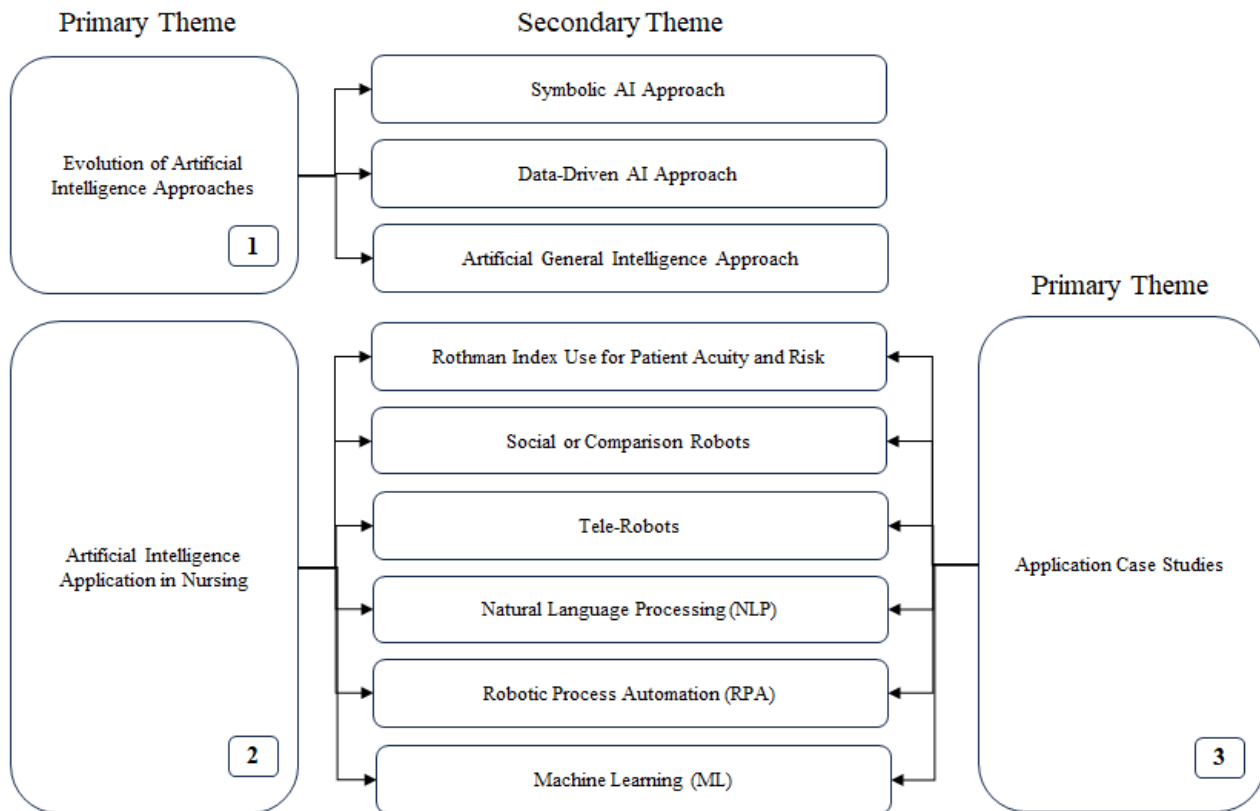 Primary Theme
Secondary Theme
Evolution of Artificial
Intelligence Approaches
1
Symbolic AI Approach
Data-Driven AI Approach
Artificial General Intelligence Approach
Primary Theme
Artificial Intelligence
Application in Nursing
2
Rothman Index Use for Patient Acuity and Risk
Social or Comparison Robots
Tele-Robots
Natural Language Processing (NLP)
Robotic Process Automation (RPA)
Machine Learning (ML)
Application Case Studies
3